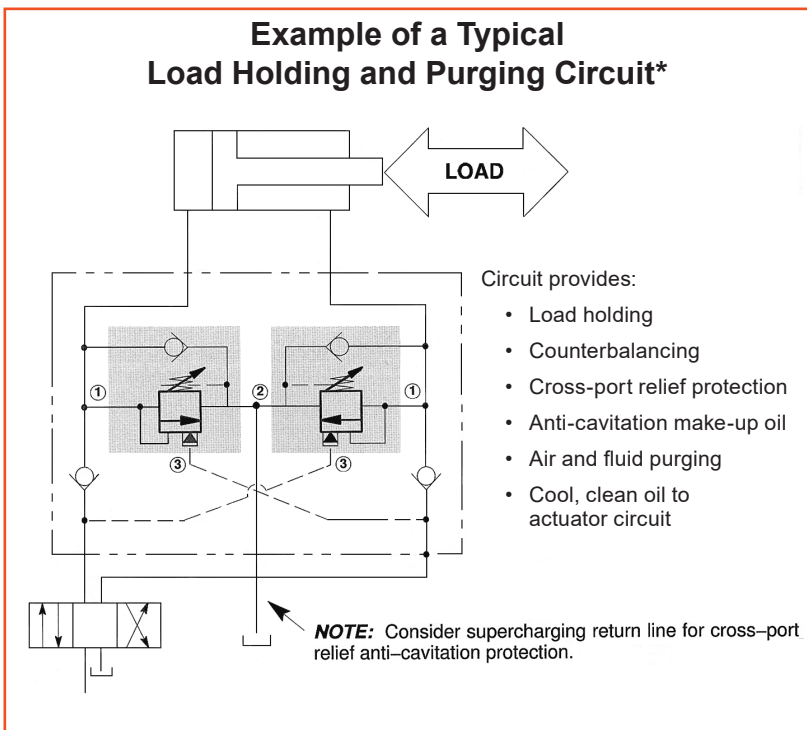 Example of a Typical
Load Holding and Purging Circuit*
LOAD
Circuit provides:
• Load holding
• Counterbalancing
• Cross-port relief protection
• Anti-cavitation make-up oil
• Air and fluid purging
• Cool, clean oil to
actuator circuit
1 2 1
3 3
NOTE: Consider supercharging return line for cross–port
relief anti–cavitation protection.